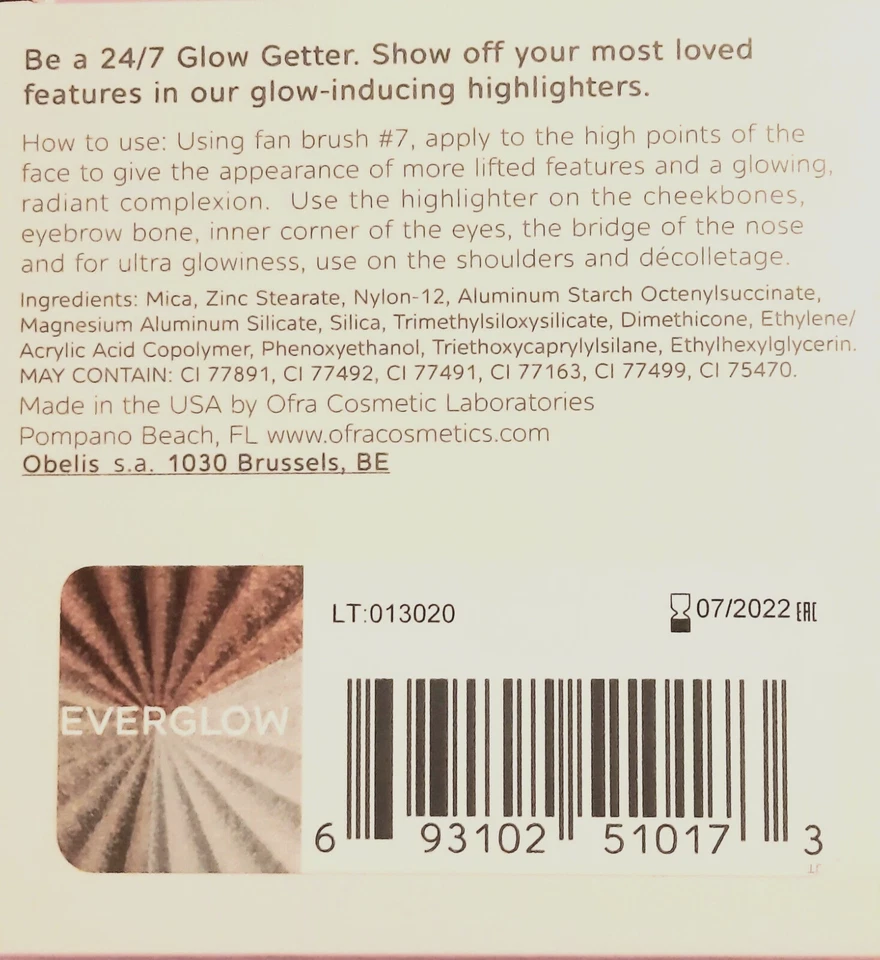 Be a 24/7 Glow Getter. Show off your most loved
features in our glow-inducing highlighters.
How to use: Using fan brush #7, apply to the high points of the
face to give the appearance of more lifted features and a glowing,
radiant complexion. Use the highlighter on the cheekbones,
eyebrow bone, inner corner of the eyes, the bridge of the nose
and for ultra glowiness, use on the shoulders and décolletage.
Ingredients: Mica, Zinc Stearate, Nylon-12, Aluminum Starch Octenylsuccinate,
Magnesium Aluminum Silicate, Silica, Trimethylsiloxysilicate, Dimethicone, Ethylene/
Acrylic Acid Copolymer, Phenoxyethanol, Triethoxycaprylylsilane, Ethylhexylglycerin.
MAY CONTAIN: CI 77891, CI 77492, CI 77491, CI 77163, CI 77499, CI 75470.
Made in the USA by Ofra Cosmetic Laboratories
Pompano Beach, FL www.ofracosmetics.com
Obelis s.a. 1030 Brussels, BE
LT:013020 07/2022 EAC
EVERGLOW
6 93102 51017 3